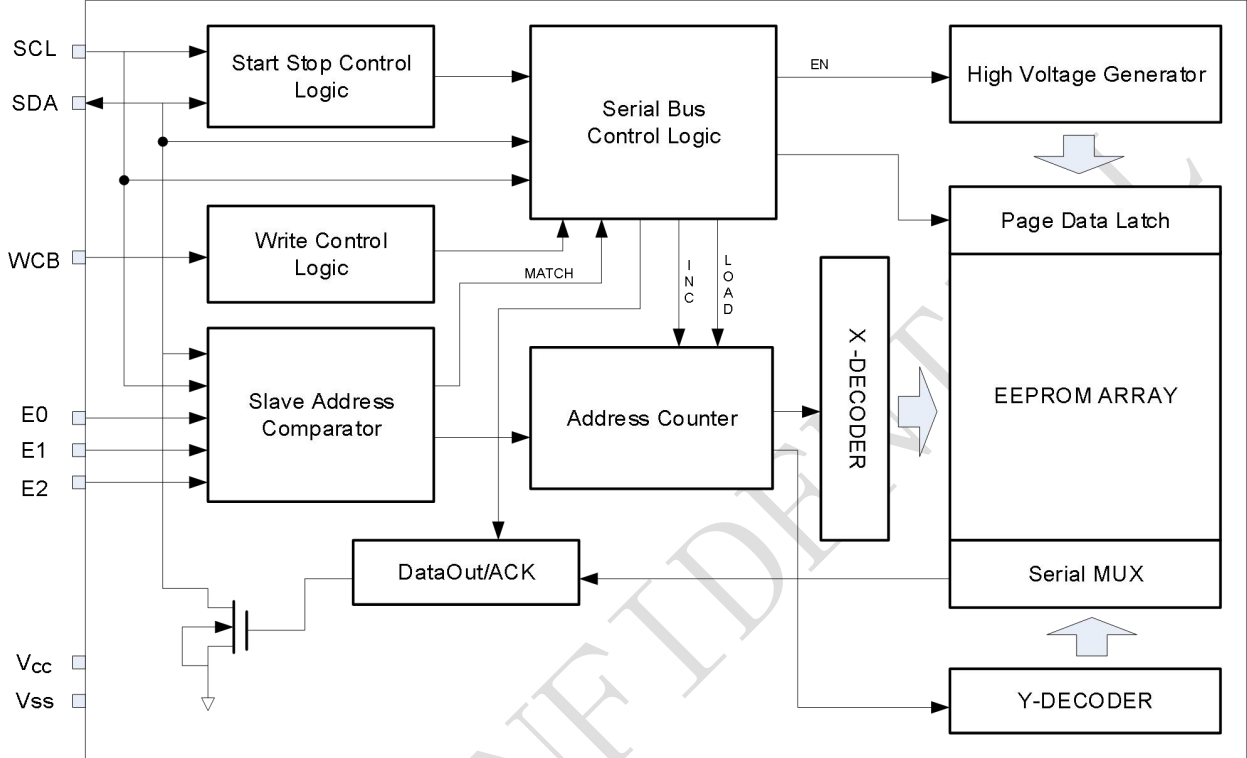 SCL
SDA
WCB
E0
E1
E2
Vcc
Vss
Start Stop Control
Logic
Write Control
Logic
Slave Address
Comparator
MATCH
Serial Bus
Control Logic
EN
INC
LOAD
Address Counter
DataOut/ACK
X -DECODER
High Voltage Generator
Page Data Latch
EEPROM ARRAY
Serial MUX
Y-DECODER